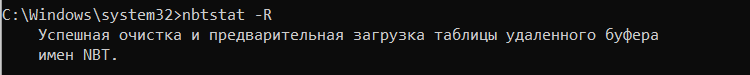 C:\Windows\system32>nbtstat -R
Успешная очистка и предварительная загрузка таблицы удаленного буфера
имен NBT.